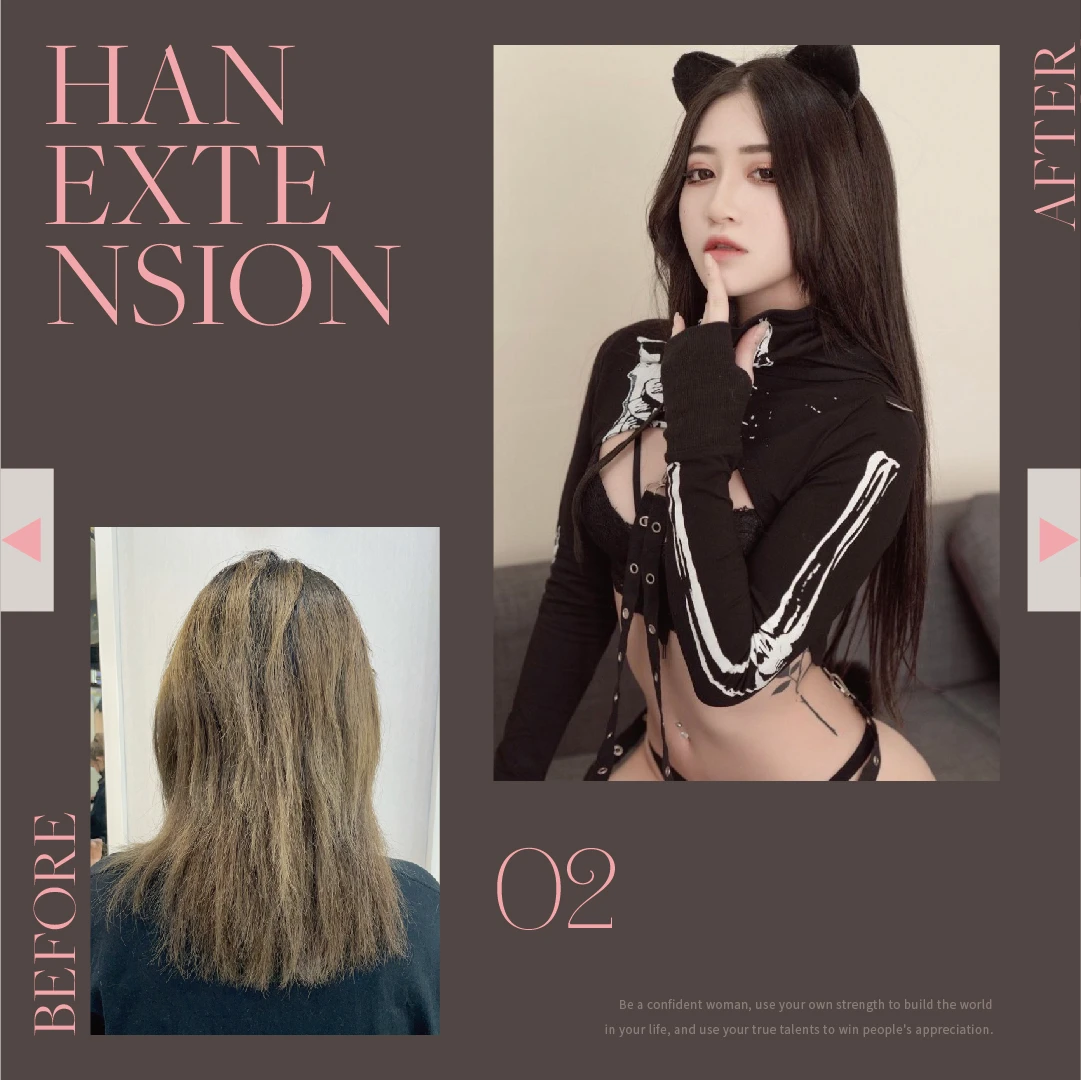 HAN
EXTE
NSION
AFTER
BEFORE
02
Be a confident woman, use your own strength to build the world
in your life, and use your true talents to win people's appreciation.